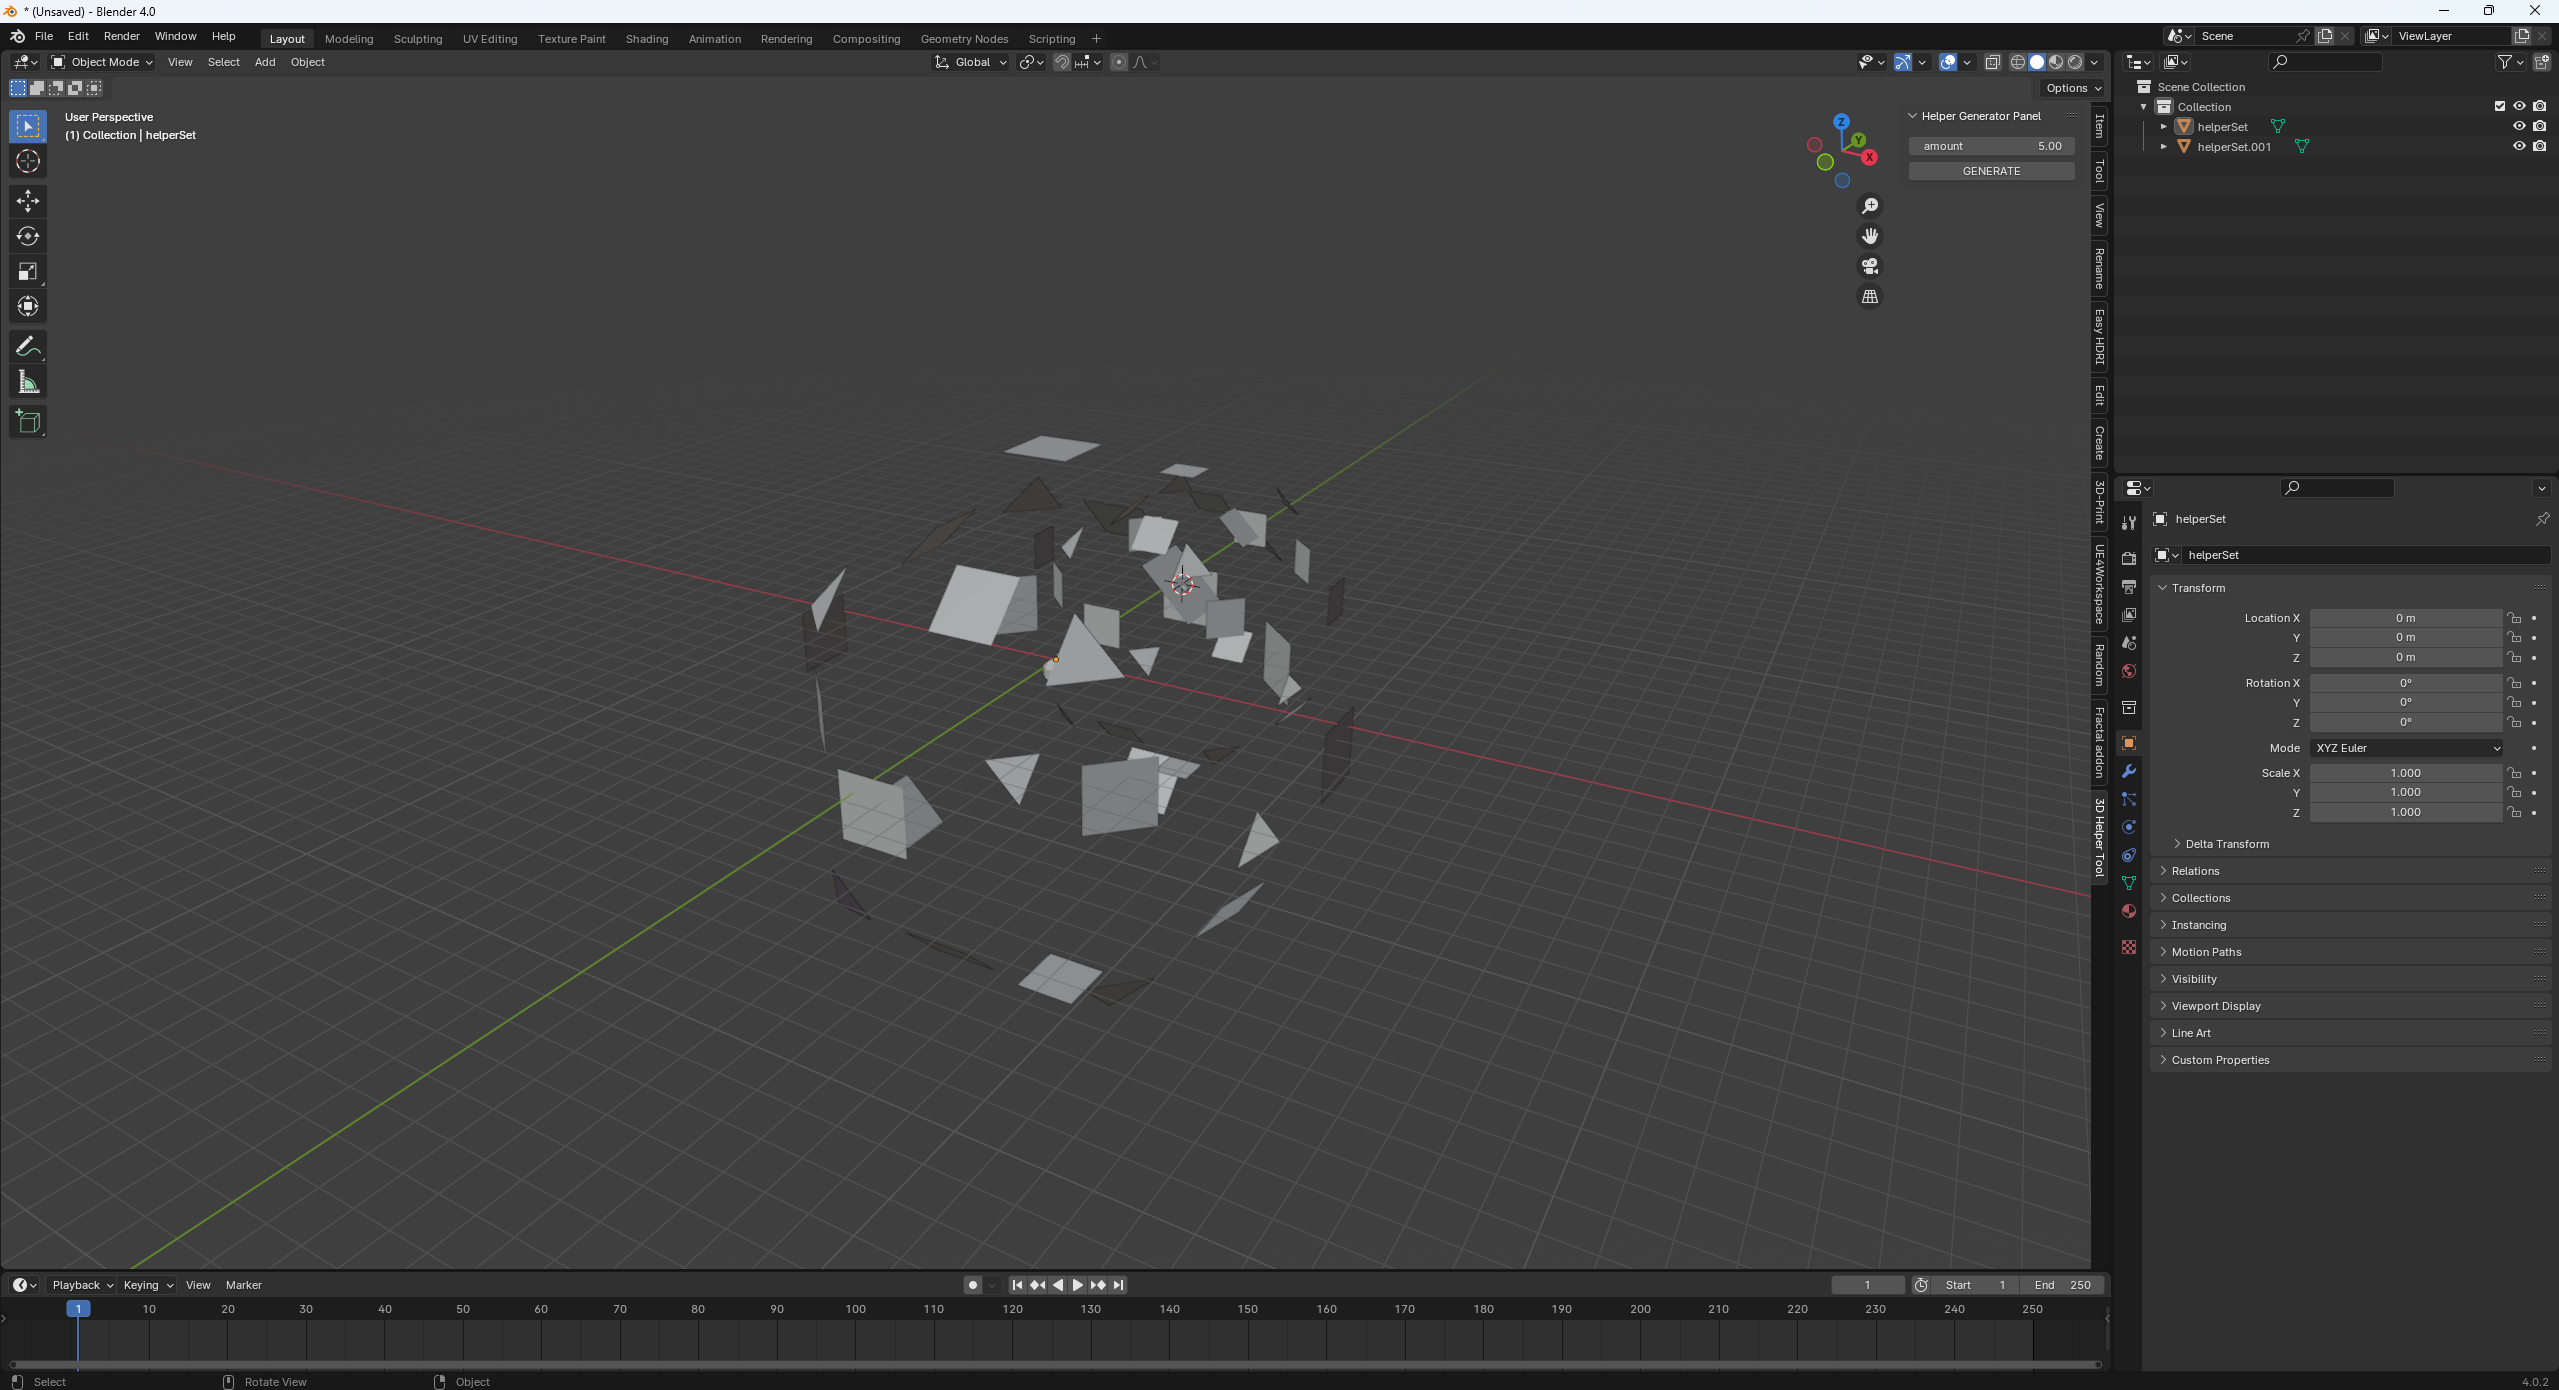 * (Unsaved) - Blender 4.0
File Edit Render Window Help Layout Modeling Sculpting UV Editing Texture Paint Shading Animation Rendering Compositing Geometry Nodes Scripting + Scene ViewLayer
Object Mode View Select Add Object Global
Options
User Perspective
(1) Collection | helperSet
Z
Y
X
Helper Generator Panel
amount 5.00
GENERATE
Item
Tool
View
Rename
Easy HDRI
Edit
Create
3D-Print
UE4Workspace
Random
Fractal addon
3D Helper Tool
Scene Collection
Collection
helperSet
helperSet.001
helperSet
helperSet
Transform
Location X 0 m
Y 0 m
Z 0 m
Rotation X 0°
Y 0°
Z 0°
Mode XYZ Euler
Scale X 1.000
Y 1.000
Z 1.000
Delta Transform
Relations
Collections
Instancing
Motion Paths
Visibility
Viewport Display
Line Art
Custom Properties
Playback Keying View Marker 1 Start 1 End 250
1 10 20 30 40 50 60 70 80 90 100 110 120 130 140 150 160 170 180 190 200 210 220 230 240 250
Select Rotate View Object 4.0.2